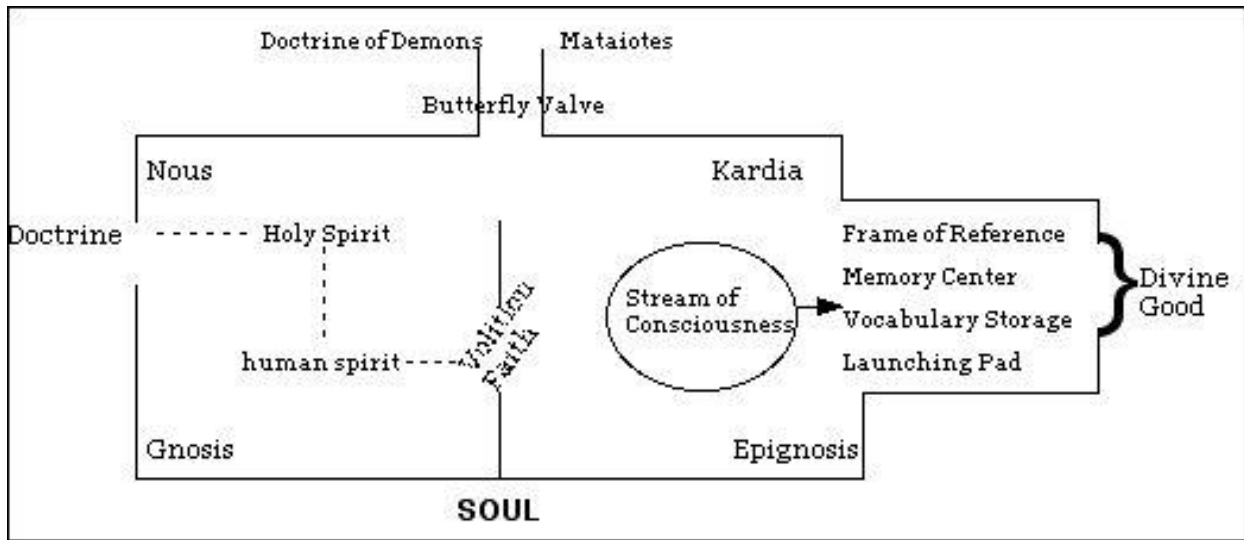 Doctrine of Demons
Mataiotes
Butterfly Valve
Nous
Kardia
Doctrine
Holy Spirit
Frame of Reference
Memory Center
Divine
Good
Stream of
Consciousness
Vocabulary Storage
Volition
Faith
human spirit
Launching Pad
Gnosis
Epignosis
SOUL